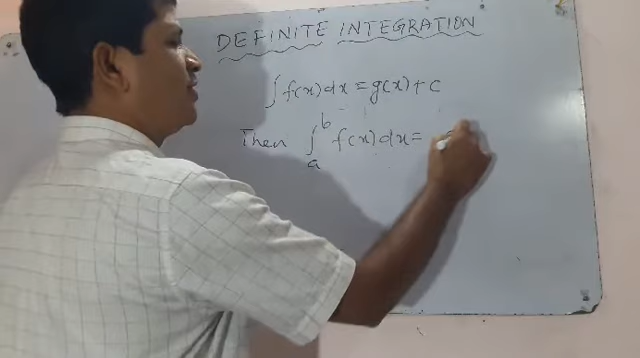 DEFINITE INTEGRATION
∫ f(x) dx = g(x) + c
Then ∫ₐᵇ f(x) dx =